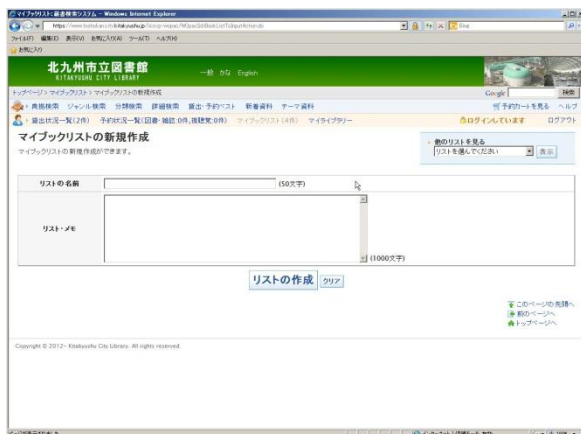 マイブックリスト:蔵書検索システム - Windows Internet Explorer
お気に入り
北九州市立図書館
KITAKYUSHU CITY LIBRARY
一般 かな English
トップページ> マイブックリスト> マイブックリストの新規作成
Google 検索
典拠検索 ジャンル検索 分類検索 詳細検索 貸出・予約ベスト 新着資料 テーマ資料
予約カートを見る ヘルプ
貸出状況一覧(2件) 予約状況一覧(図書・雑誌:0件,視聴覚:0件) マイブックリスト(4件) マイライブラリー
ログインしています ログアウト
マイブックリストの新規作成
マイブックリストの新規作成ができます。
他のリストを見る
リストを選んでください 表示
リストの名前 (50文字)
リスト・メモ (1000文字)
リストの作成 クリア
このページの先頭へ
前のページへ
トップページへ
Copyright © 2012- Kitakyushu City Library. All rights reserved.